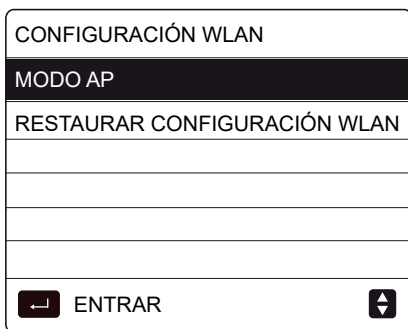 CONFIGURACIÓN WLAN
MODO AP
RESTAURAR CONFIGURACIÓN WLAN
ENTRAR